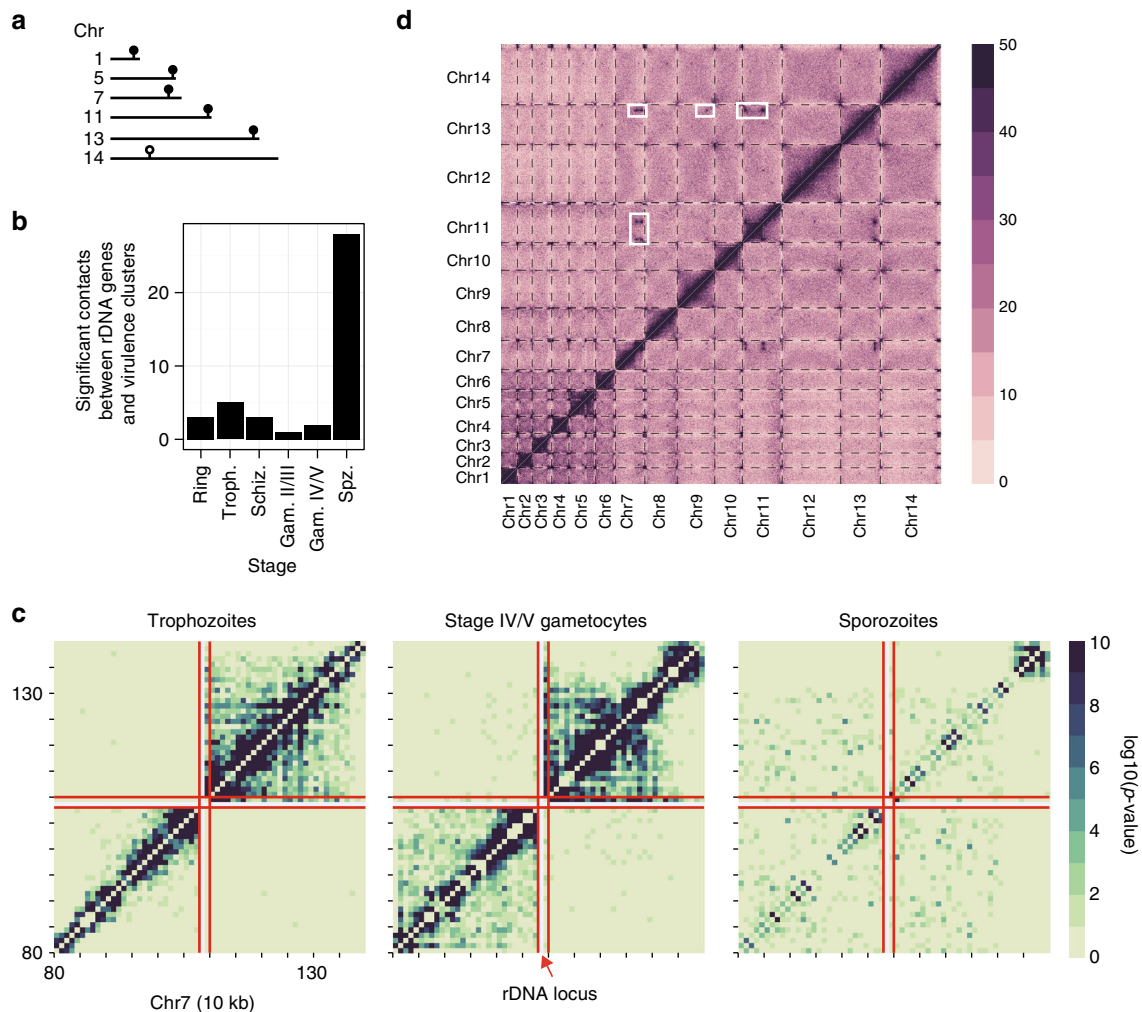 a
Chr
1
5
7
11
13
14
b
Significant contacts
between rDNA genes
and virulence clusters
20
10
0
Ring
Troph.
Schiz.
Gam. II/III
Gam. IV/V
Spz.
Stage
d
Chr14
Chr13
Chr12
Chr11
Chr10
Chr9
Chr8
Chr7
Chr6
Chr5
Chr4
Chr3
Chr2
Chr1
Chr1
Chr2
Chr3
Chr4
Chr5
Chr6
Chr7
Chr8
Chr9
Chr10
Chr11
Chr12
Chr13
Chr14
50
40
30
20
10
0
c
Trophozoites
Stage IV/V gametocytes
Sporozoites
130
80
80
130
Chr7 (10 kb)
rDNA locus
10
8
6
4
2
0
log10(p-value)